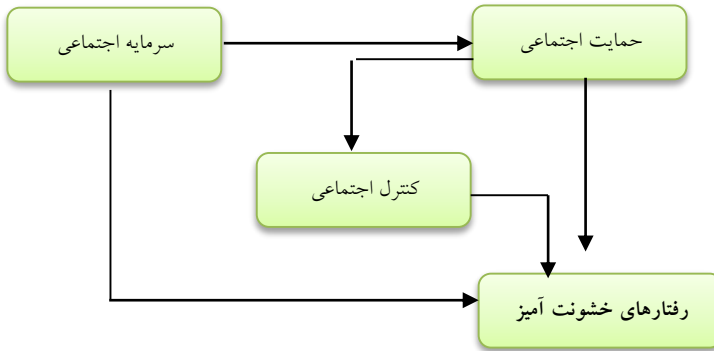 حمایت اجتماعی
سرمایه اجتماعی
کنترل اجتماعی
رفتارهای خشونت آمیز